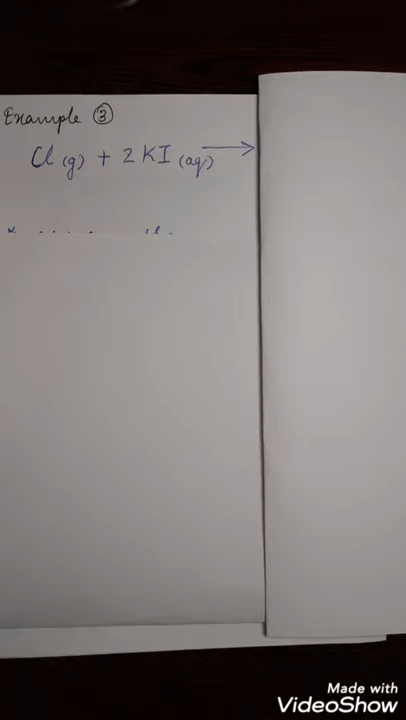 Example ③
Cl (g) + 2 KI (aq) ⟶
Made with
VideoShow